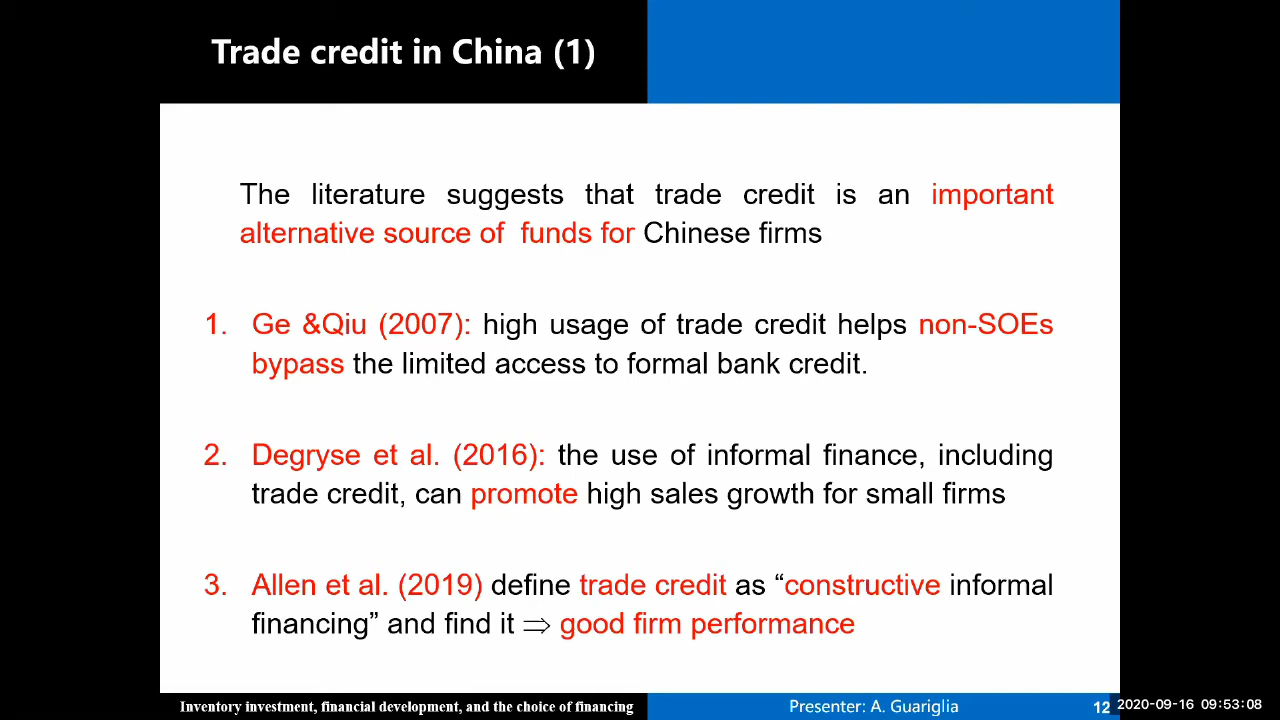 Trade credit in China (1)
The literature suggests that trade credit is an important
alternative source of funds for Chinese firms
1. Ge &Qiu (2007): high usage of trade credit helps non-SOEs
bypass the limited access to formal bank credit.
2. Degryse et al. (2016): the use of informal finance, including
trade credit, can promote high sales growth for small firms
3. Allen et al. (2019) define trade credit as “constructive informal
financing” and find it ⇒ good firm performance
Inventory investment, financial development, and the choice of financing
Presenter: A. Guariglia
12
2020-09-16 09:53:08